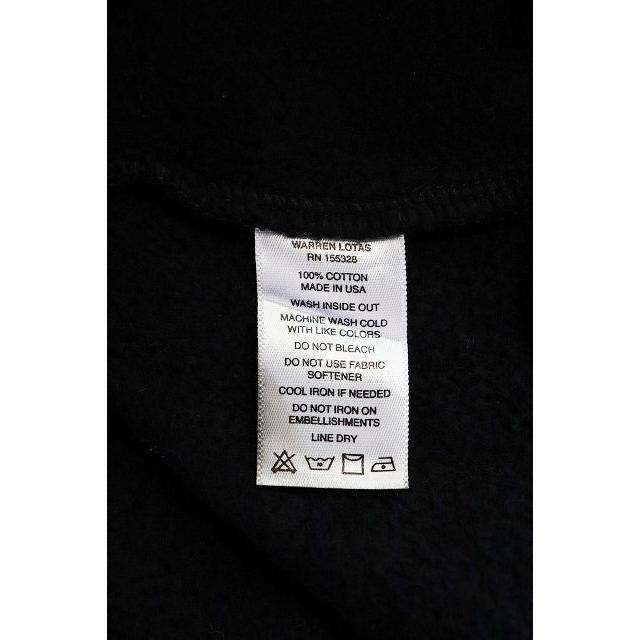 WARREN LOTAS
RN 155328
100% COTTON
MADE IN USA
WASH INSIDE OUT
MACHINE WASH COLD
WITH LIKE COLORS
DO NOT BLEACH
DO NOT USE FABRIC
SOFTENER
COOL IRON IF NEEDED
DO NOT IRON ON
EMBELLISHMENTS
LINE DRY